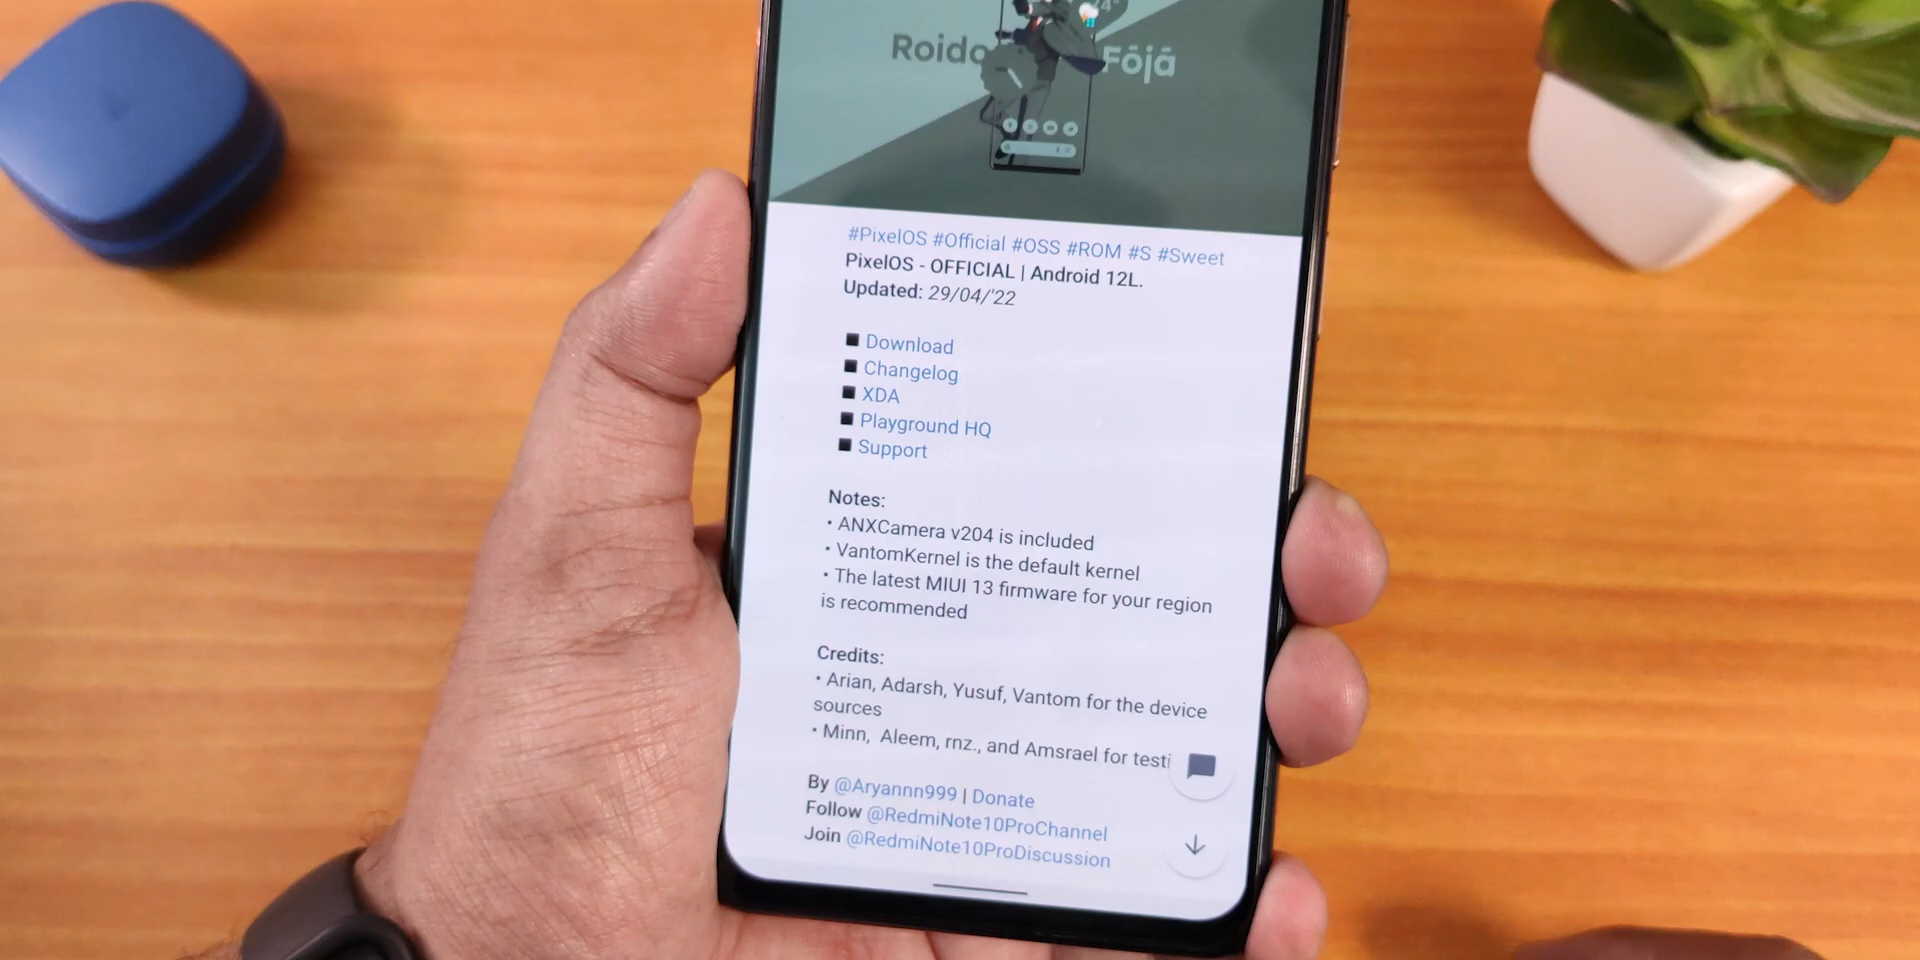 Roido
Fōjā
24°
#PixelOS #Official #OSS #ROM #S #Sweet
PixelOS - OFFICIAL | Android 12L.
Updated: 29/04/'22
Download
Changelog
XDA
Playground HQ
Support
Notes:
• ANXCamera v204 is included
• VantomKernel is the default kernel
• The latest MIUI 13 firmware for your region
is recommended
Credits:
• Arian, Adarsh, Yusuf, Vantom for the device
sources
• Minn, Aleem, rnz., and Amsrael for testi
By @Aryannn999 | Donate
Follow @RedmiNote10ProChannel
Join @RedmiNote10ProDiscussion